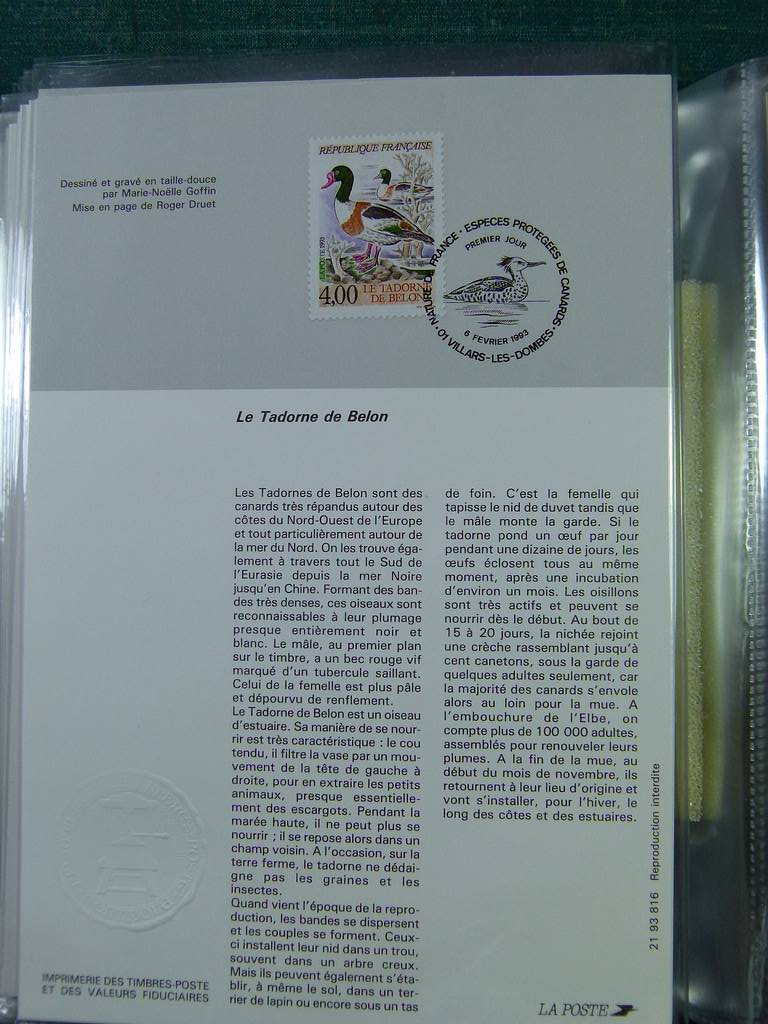 Dessiné et gravé en taille-douce
par Marie-Noëlle Goffin
Mise en page de Roger Druet
RÉPUBLIQUE FRANÇAISE
LA POSTE 1993
4,00 LE TADORNE
DE BELON
NATURE DE FRANCE · ESPECES PROTEGEES DE CANARDS ·
PREMIER JOUR
6 FEVRIER 1993
01 VILLARS-LES-DOMBES
Le Tadorne de Belon
Les Tadornes de Belon sont des
canards très répandus autour des
côtes du Nord-Ouest de l'Europe
et tout particulièrement autour de
la mer du Nord. On les trouve éga-
lement à travers tout le Sud de
l'Eurasie depuis la mer Noire
jusqu'en Chine. Formant des ban-
des très denses, ces oiseaux sont
reconnaissables à leur plumage
presque entièrement noir et
blanc. Le mâle, au premier plan
sur le timbre, a un bec rouge vif
marqué d'un tubercule saillant.
Celui de la femelle est plus pâle
et dépourvu de renflement.
Le Tadorne de Belon est un oiseau
d'estuaire. Sa manière de se nour-
rir est très caractéristique : le cou
tendu, il filtre la vase par un mou-
vement de la tête de gauche à
droite, pour en extraire les petits
animaux, presque essentielle-
ment des escargots. Pendant la
marée haute, il ne peut plus se
nourrir ; il se repose alors dans un
champ voisin. A l'occasion, sur la
terre ferme, le tadorne ne dédai-
gne pas les graines et les
insectes.
Quand vient l'époque de la repro-
duction, les bandes se dispersent
et les couples se forment. Ceux-
ci installent leur nid dans un trou,
souvent dans un arbre creux.
Mais ils peuvent également s'éta-
blir, à même le sol, dans un ter-
rier de lapin ou encore sous un tas
de foin. C'est la femelle qui
tapisse le nid de duvet tandis que
le mâle monte la garde. Si le
tadorne pond un œuf par jour
pendant une dizaine de jours, les
œufs éclosent tous au même
moment, après une incubation
d'environ un mois. Les oisillons
sont très actifs et peuvent se
nourrir dès le début. Au bout de
15 à 20 jours, la nichée rejoint
une crèche rassemblant jusqu'à
cent canetons, sous la garde de
quelques adultes seulement, car
la majorité des canards s'envole
alors au loin pour la mue. A
l'embouchure de l'Elbe, on
compte plus de 100 000 adultes,
assemblés pour renouveler leurs
plumes. A la fin de la mue, au
début du mois de novembre, ils
retournent à leur lieu d'origine et
vont s'installer, pour l'hiver, le
long des côtes et des estuaires.
21 93 816 Reproduction interdite
IMPRIMERIE DES TIMBRES-POSTE
ET DES VALEURS FIDUCIAIRES
LA POSTE